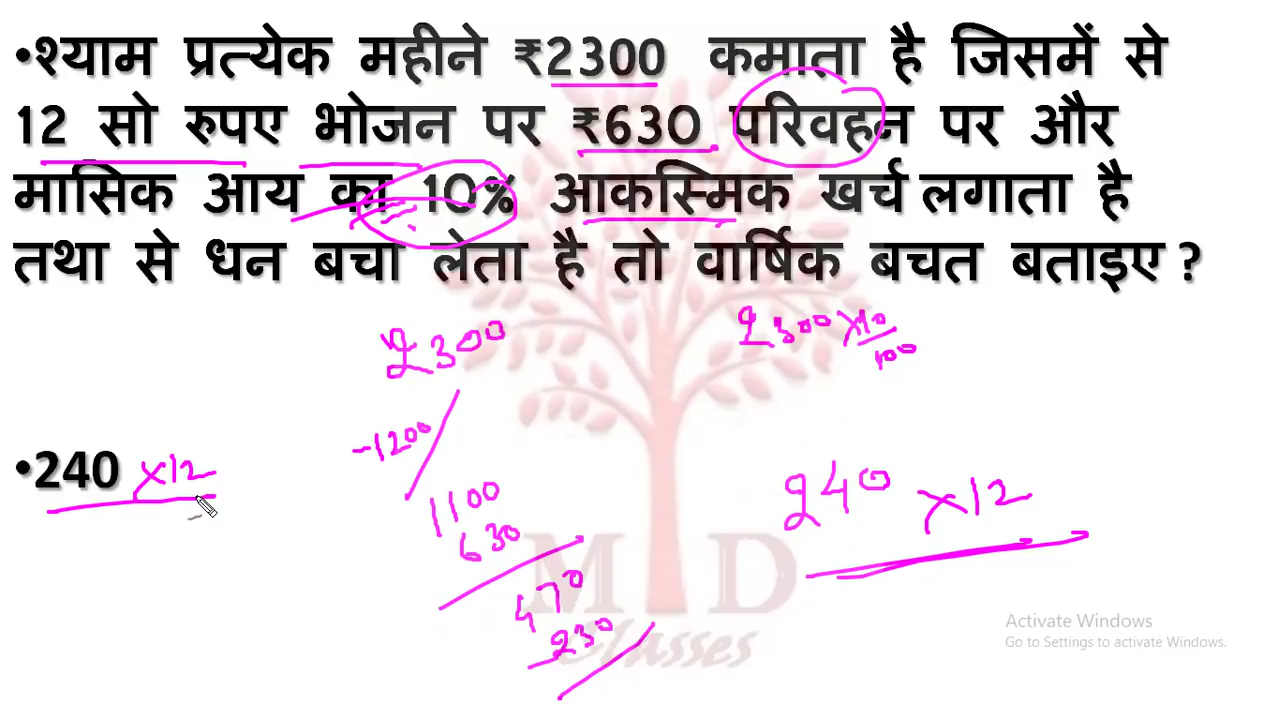 •श्याम प्रत्येक महीने ₹2300 कमाता है जिसमें से
12 सो रुपए भोजन पर ₹630 परिवहन पर और
मासिक आय का 10% आकस्मिक खर्च लगाता है
तथा से धन बचा लेता है तो वार्षिक बचत बताइए ?
2300
2300 x 10/100
-1200
•240 x12
1100
630
240 x12
470
230
M D
Classes
Activate Windows
Go to Settings to activate Windows.